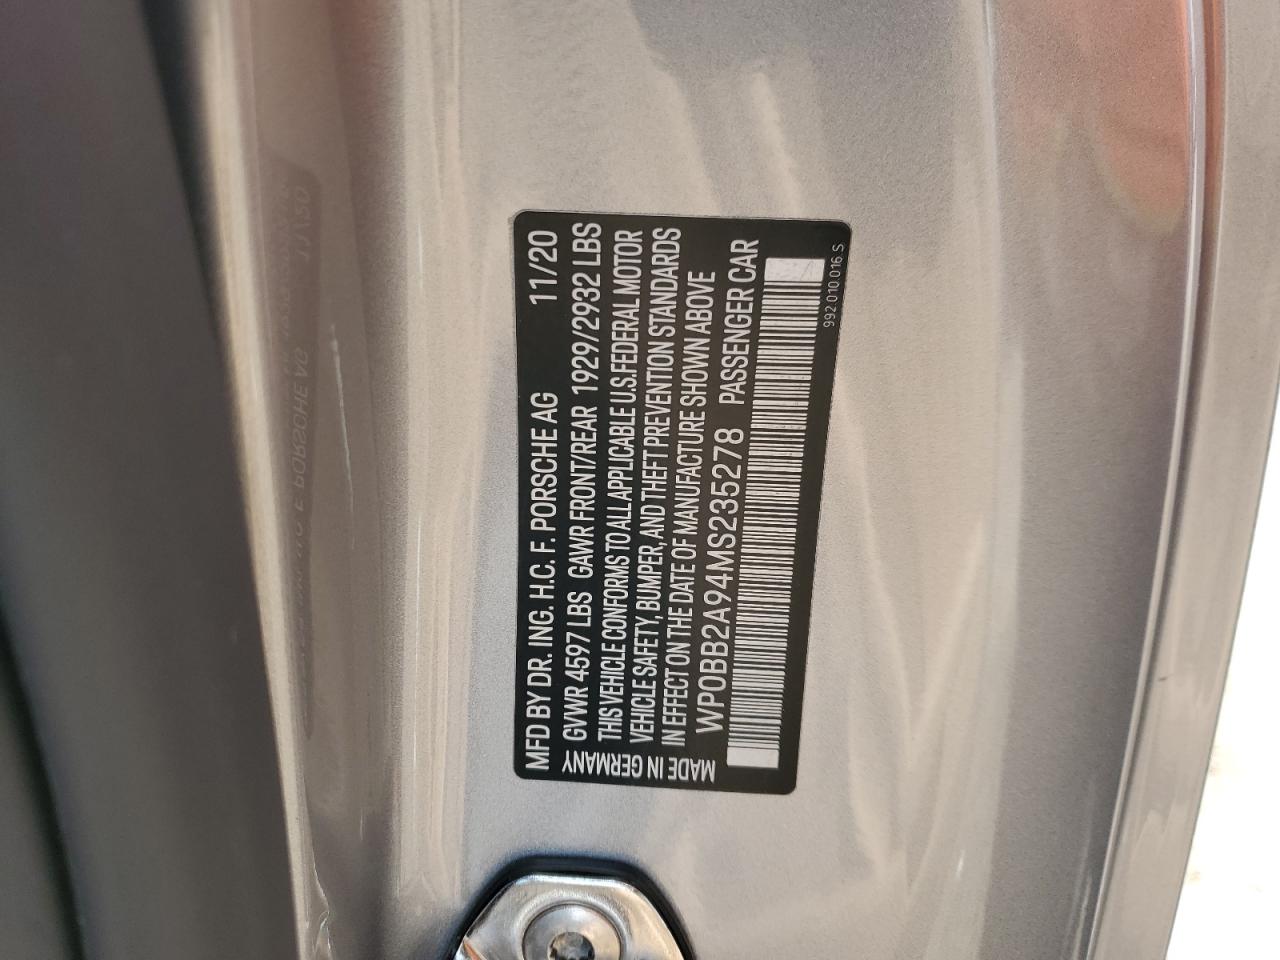 MFD BY DR. ING. H.C. F. PORSCHE AG 11/20
GVWR 4597 LBS GAWR FRONT/REAR 1929/2932 LBS
THIS VEHICLE CONFORMS TO ALL APPLICABLE U.S.FEDERAL MOTOR
VEHICLE SAFETY, BUMPER, AND THEFT PREVENTION STANDARDS
IN EFFECT ON THE DATE OF MANUFACTURE SHOWN ABOVE
WP0BB2A94MS235278 PASSENGER CAR
992 010 016 S
MADE IN GERMANY